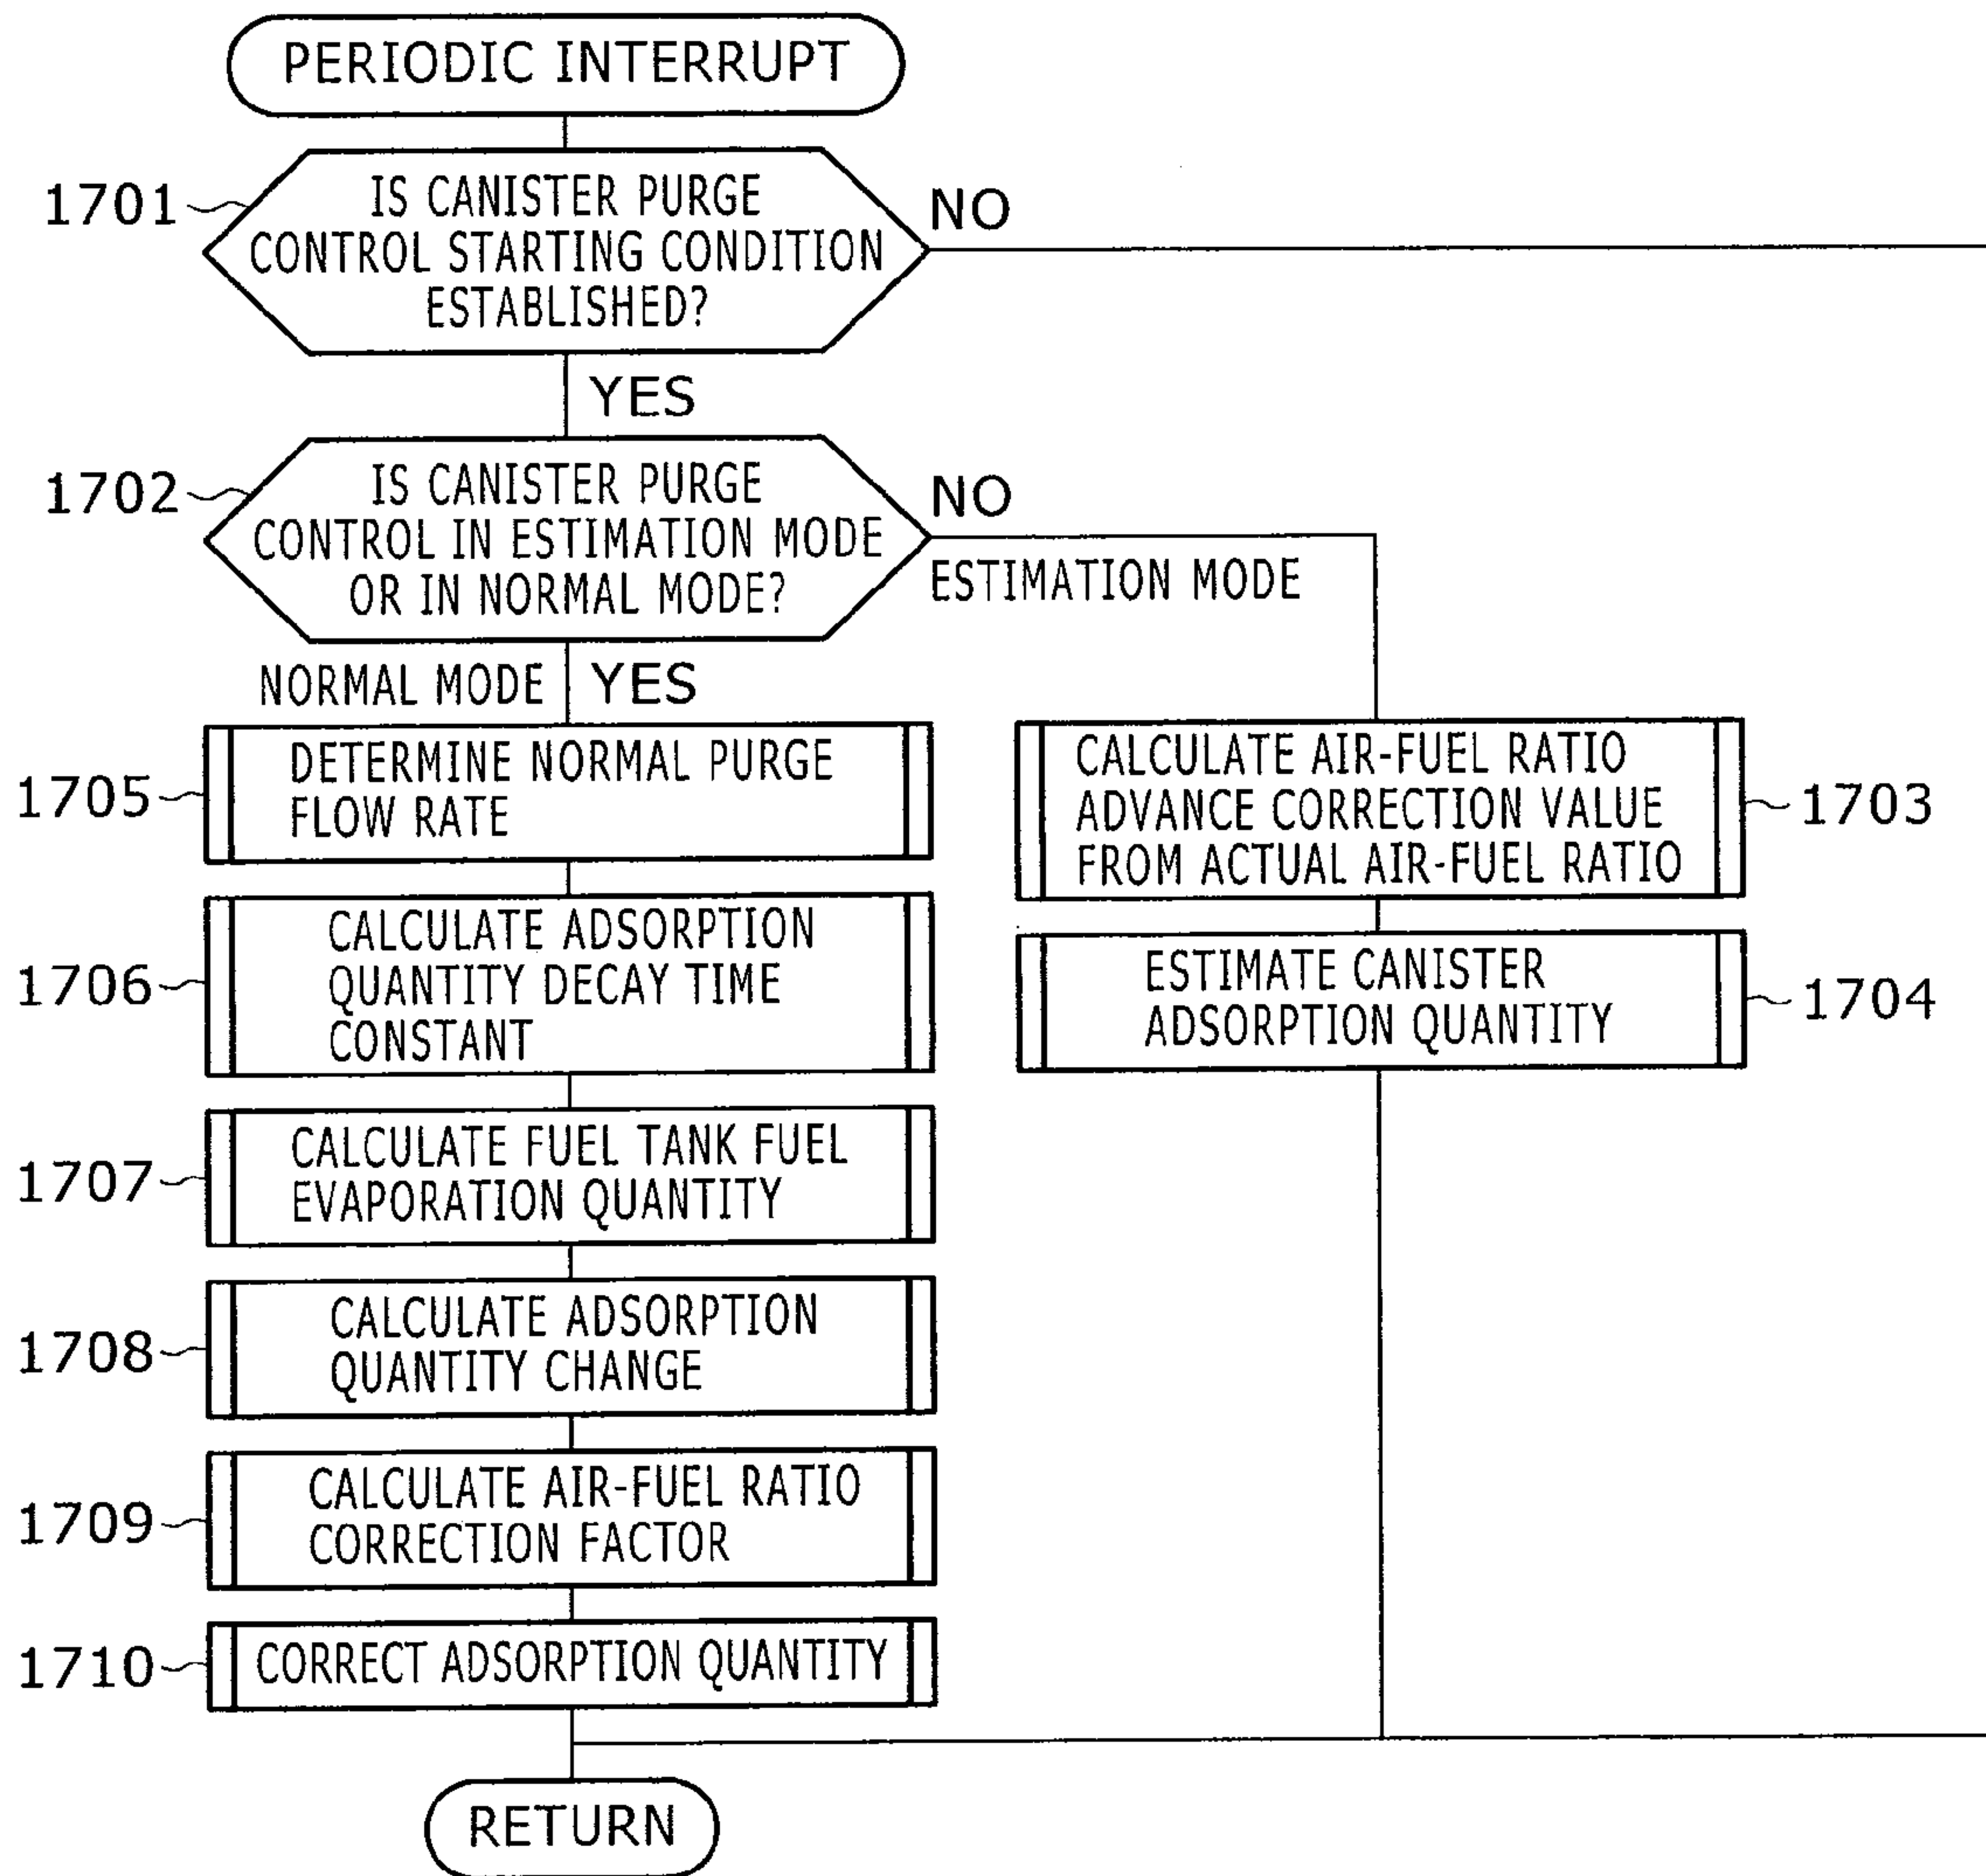 PERIODIC INTERRUPT
1701
IS CANISTER PURGE
CONTROL STARTING CONDITION
ESTABLISHED?
NO
YES
1702
IS CANISTER PURGE
CONTROL IN ESTIMATION MODE
OR IN NORMAL MODE?
NO
ESTIMATION MODE
NORMAL MODE
YES
1705
DETERMINE NORMAL PURGE
FLOW RATE
CALCULATE AIR-FUEL RATIO
ADVANCE CORRECTION VALUE
FROM ACTUAL AIR-FUEL RATIO
1703
1706
CALCULATE ADSORPTION
QUANTITY DECAY TIME
CONSTANT
ESTIMATE CANISTER
ADSORPTION QUANTITY
1704
1707
CALCULATE FUEL TANK FUEL
EVAPORATION QUANTITY
1708
CALCULATE ADSORPTION
QUANTITY CHANGE
1709
CALCULATE AIR-FUEL RATIO
CORRECTION FACTOR
1710
CORRECT ADSORPTION QUANTITY
RETURN